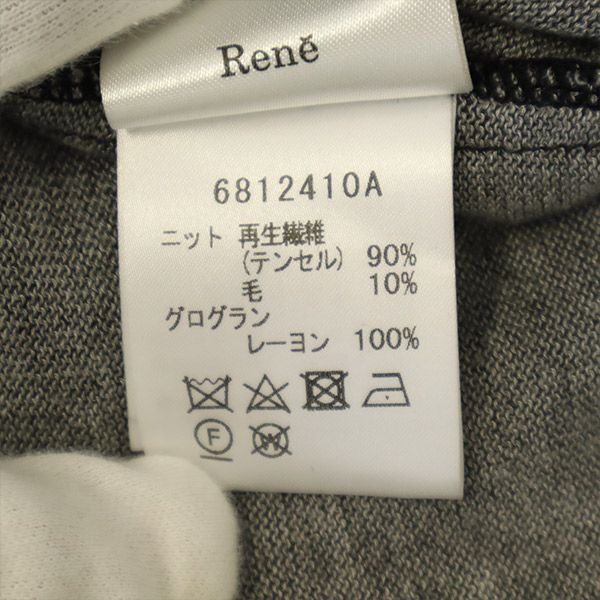 René
6812410A
ニット 再生繊維
(テンセル) 90%
毛 10%
グログラン
レーヨン 100%
F
W